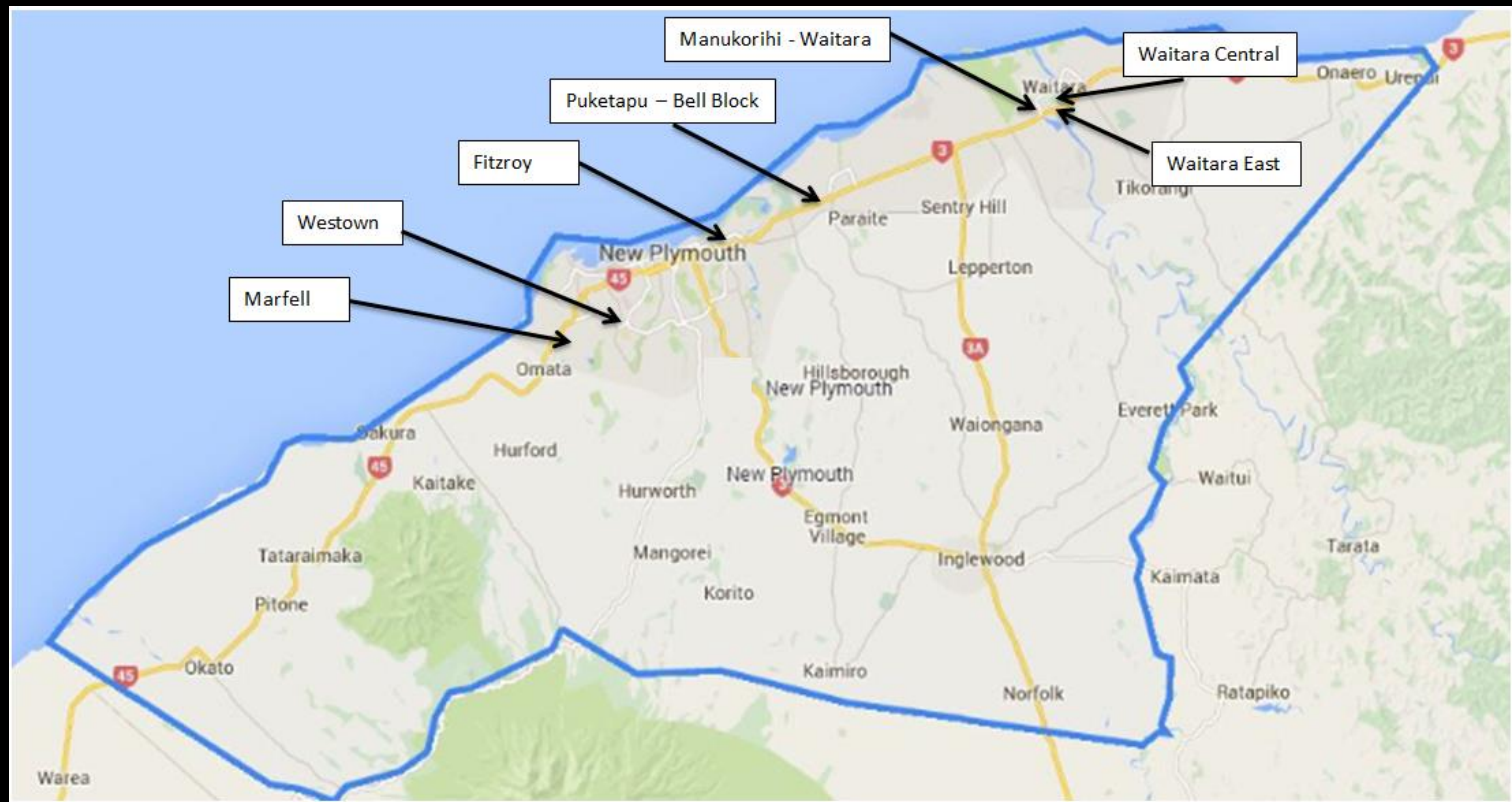 Manukorihi - Waitara
Waitara Central
3
Onaero
Urenui
Waitara
Puketapu – Bell Block
3
Fitzroy
Waitara East
Tikorangi
Westown
Paraite
Sentry Hill
New Plymouth
45
Lepperton
Marfell
3A
Omata
Hillsborough
New Plymouth
Everett Park
Waiongana
Oakura
Hurford
45
Kaitake
New Plymouth
3
Waitui
Hurworth
Egmont
Village
Tataraimaka
Mangorei
Inglewood
Tarata
Kaimata
Korito
Pitone
Okato
45
Kaimiro
Norfolk
Ratapiko
Warea